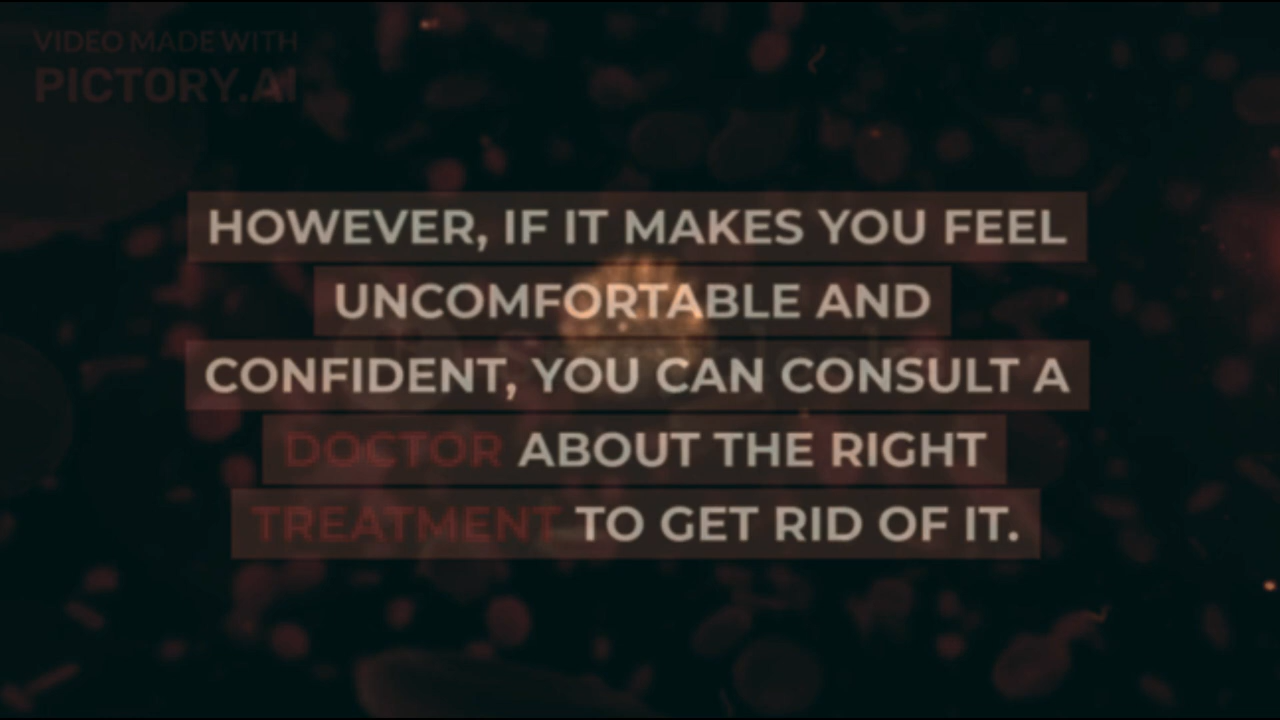 VIDEO MADE WITH
PICTORY.AI
HOWEVER, IF IT MAKES YOU FEEL
UNCOMFORTABLE AND
CONFIDENT, YOU CAN CONSULT A
DOCTOR ABOUT THE RIGHT
TREATMENT TO GET RID OF IT.